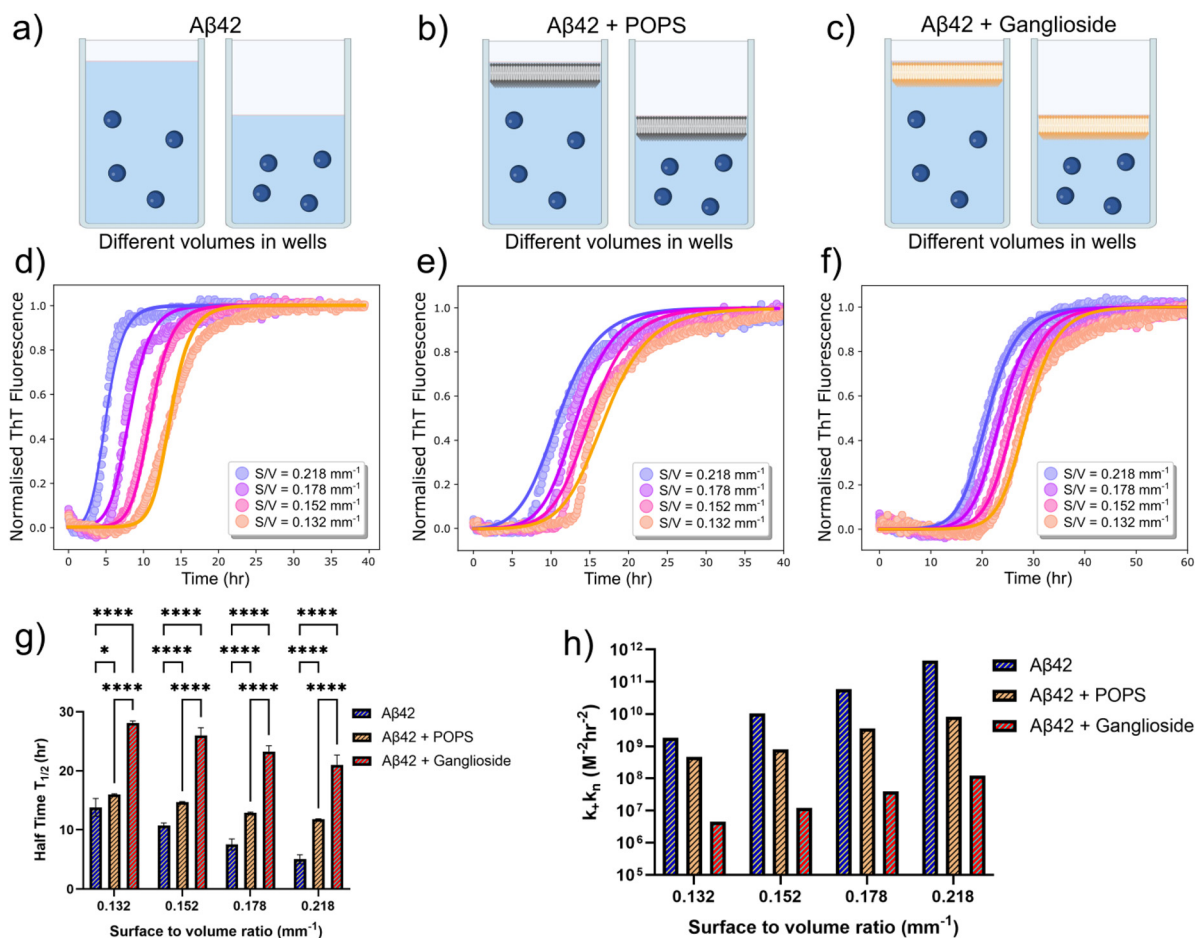 a)
Aβ42
b)
Aβ42 + POPS
c)
Aβ42 + Ganglioside
Different volumes in wells
Different volumes in wells
Different volumes in wells
d)
Normalised ThT Fluorescence
1.0
0.8
0.6
0.4
0.2
0.0
S/V = 0.218 mm⁻¹
S/V = 0.178 mm⁻¹
S/V = 0.152 mm⁻¹
S/V = 0.132 mm⁻¹
0 5 10 15 20 25 30 35 40
Time (hr)
e)
Normalised ThT Fluorescence
1.0
0.8
0.6
0.4
0.2
0.0
S/V = 0.218 mm⁻¹
S/V = 0.178 mm⁻¹
S/V = 0.152 mm⁻¹
S/V = 0.132 mm⁻¹
0 5 10 15 20 25 30 35 40
Time (hr)
f)
Normalised ThT Fluorescence
1.0
0.8
0.6
0.4
0.2
0.0
S/V = 0.218 mm⁻¹
S/V = 0.178 mm⁻¹
S/V = 0.152 mm⁻¹
S/V = 0.132 mm⁻¹
0 10 20 30 40 50 60
Time (hr)
g)
**** **** **** ****
* **** **** ****
**** **** **** ****
Half Time T₁/₂ (hr)
30
20
10
0
Aβ42
Aβ42 + POPS
Aβ42 + Ganglioside
0.132 0.152 0.178 0.218
Surface to volume ratio (mm⁻¹)
h)
k₊kₙ (M⁻²hr⁻²)
10¹²
10¹¹
10¹⁰
10⁹
10⁸
10⁷
10⁶
10⁵
Aβ42
Aβ42 + POPS
Aβ42 + Ganglioside
0.132 0.152 0.178 0.218
Surface to volume ratio (mm⁻¹)